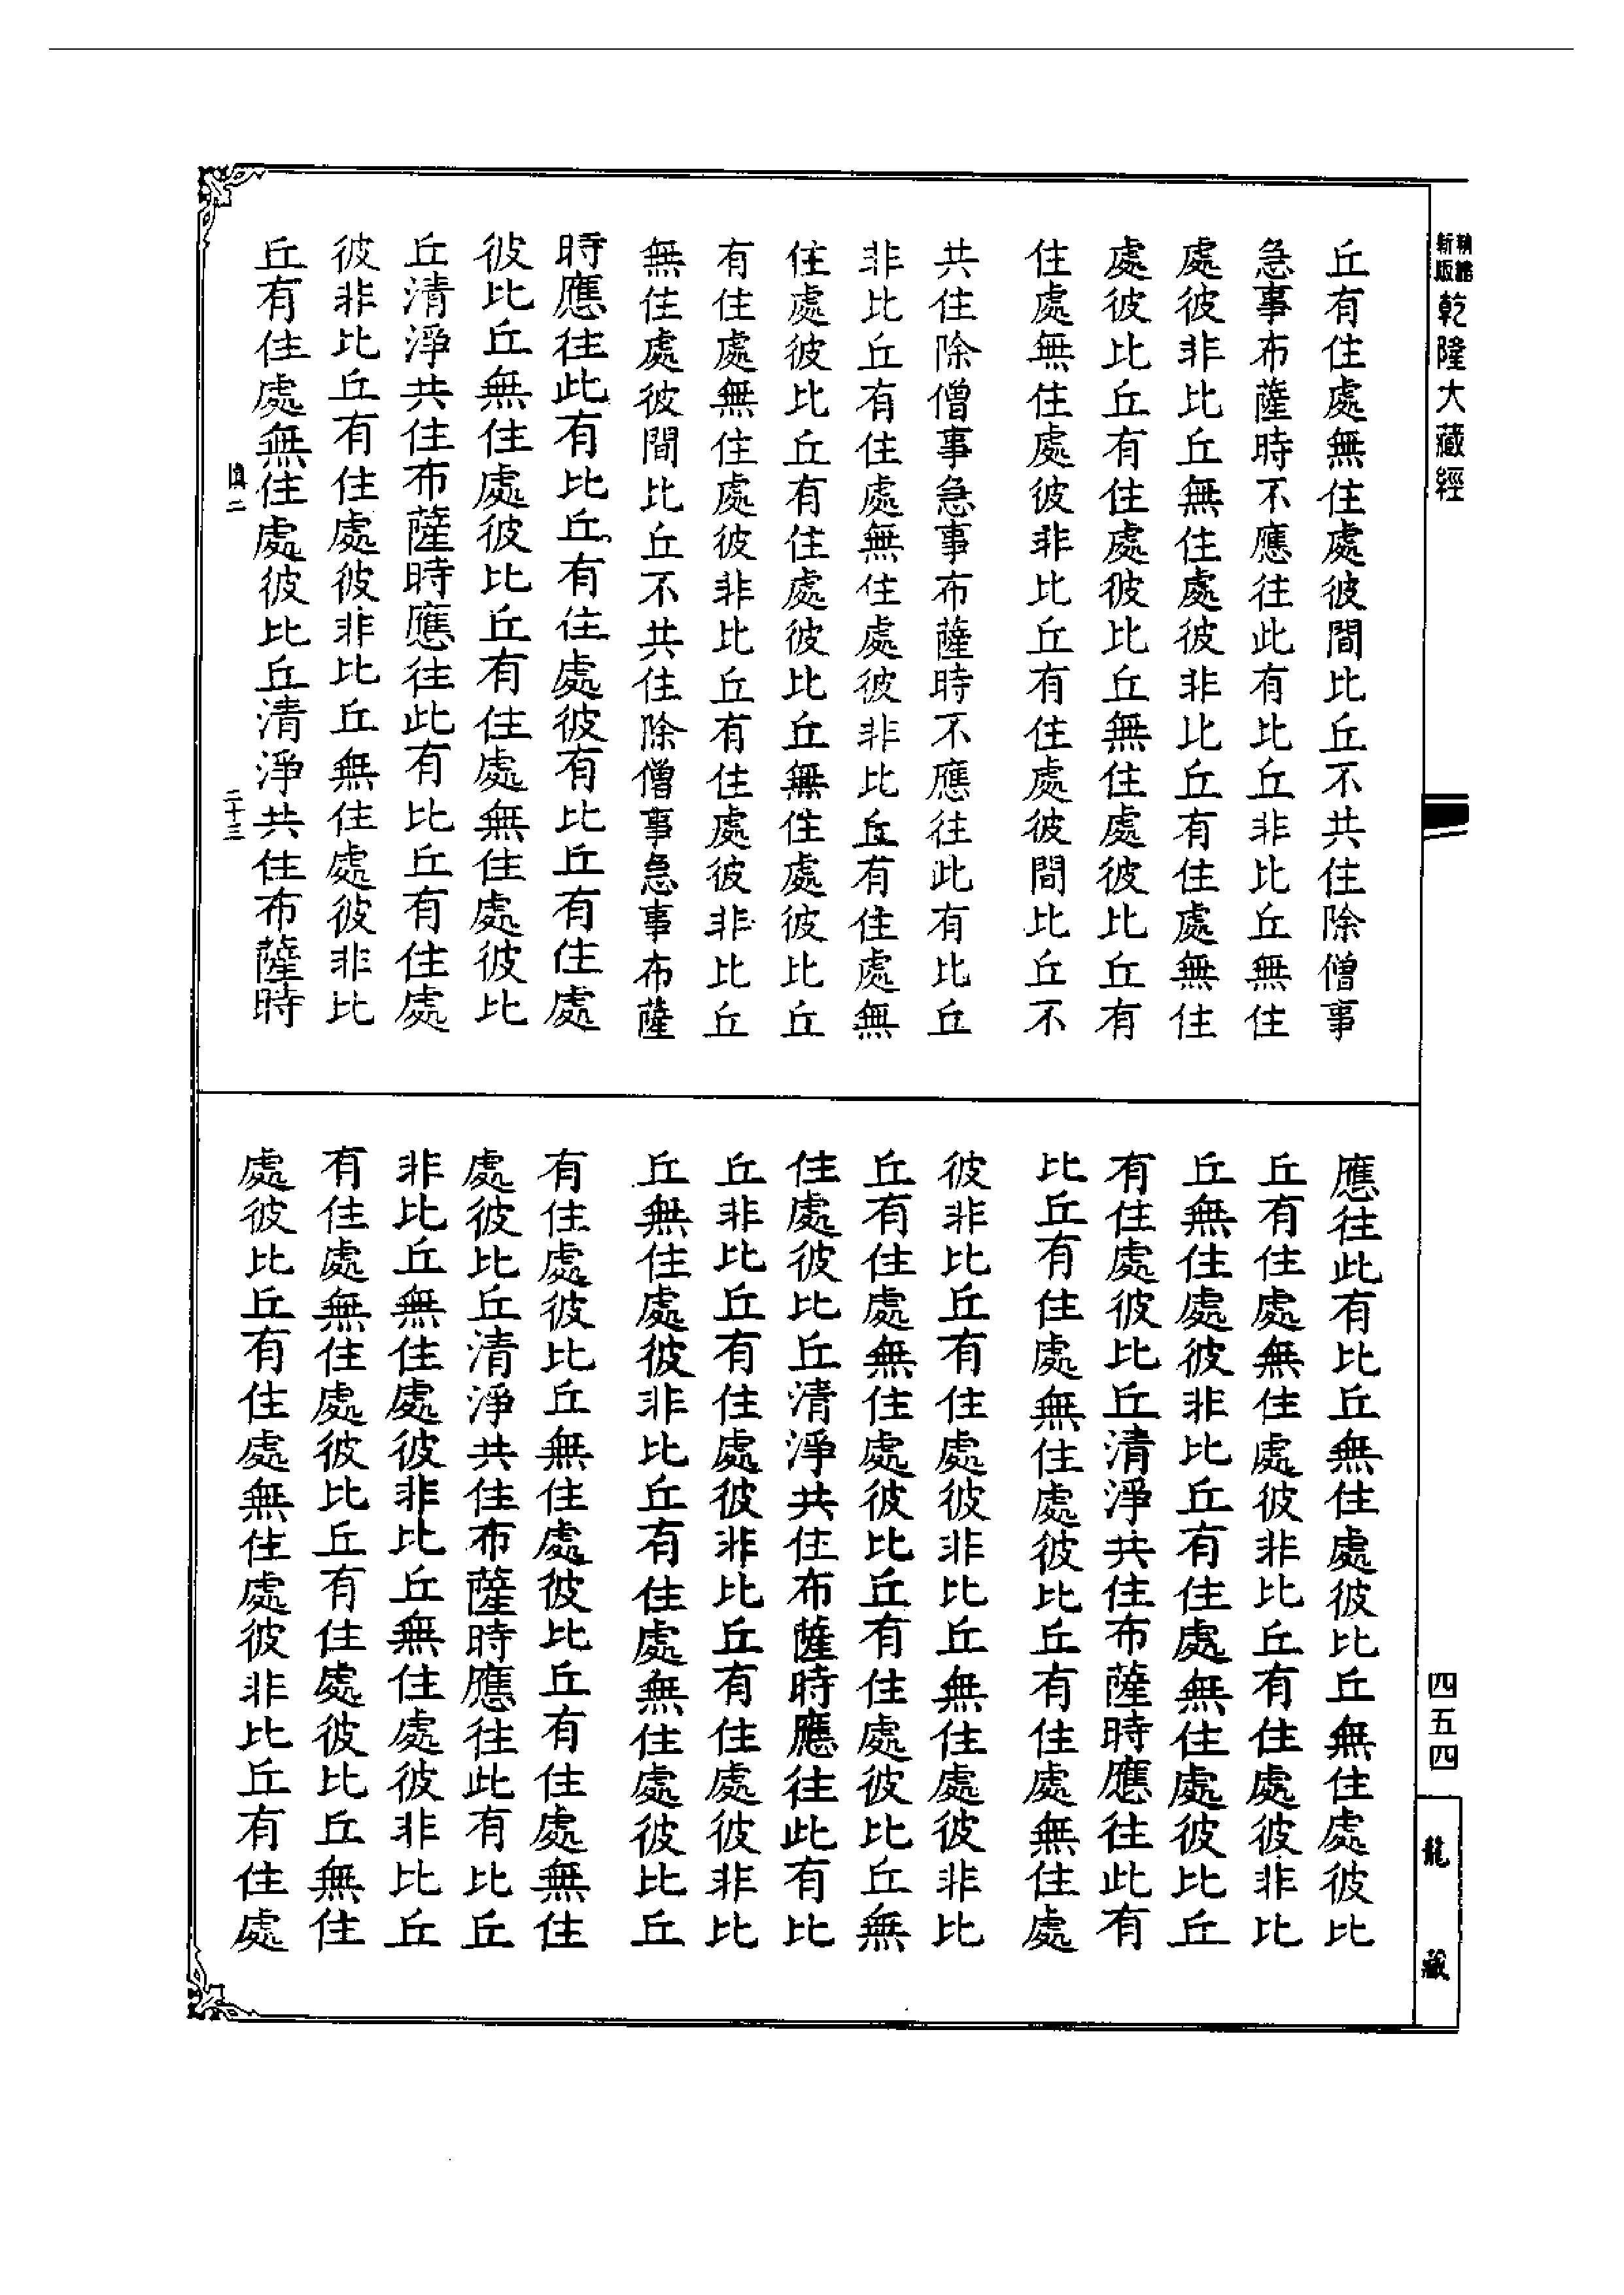 新版
乾隆大藏經
丘有住處無住處彼間比丘不共住除僧事
急事布薩時不應往此有比丘非比丘無住
處彼非比丘無住處彼非比丘有住處無住
處彼比丘有住處彼比丘無住處彼比丘有
住處無住處彼非比丘有住處彼間比丘不
共住除僧事急事布薩時不應往此有比丘
非比丘有住處無住處彼非比丘有住處無
住處彼比丘有住處彼比丘無住處彼比丘
有住處無住處彼非比丘有住處彼非比丘
無住處彼間比丘不共住除僧事急事布薩
時應往此有比丘有住處彼有比丘有住處
彼比丘無住處彼比丘有住處無住處彼比
丘清淨共住布薩時應往此有比丘有住處
彼非比丘有住處彼非比丘無住處彼非比
丘有住處無住處彼比丘清淨共住布薩時
二十三
應往此有比丘無住處彼比丘無住處彼比
丘有住處無住處彼非比丘有住處彼非比
丘無住處彼非比丘有住處無住處彼比丘
有住處彼比丘清淨共住布薩時應往此有
比丘有住處無住處彼比丘有住處無住處
彼非比丘有住處彼非比丘無住處彼非比
丘有住處無住處彼比丘有住處彼比丘無
住處彼比丘清淨共住布薩時應往此有比
丘非比丘有住處彼非比丘有住處彼非比
丘無住處彼非比丘有住處無住處彼比丘
有住處彼比丘無住處彼比丘有住處無住
處彼比丘清淨共住布薩時應往此有比丘
非比丘無住處彼非比丘無住處彼非比丘
有住處無住處彼比丘有住處彼比丘無住
處彼比丘有住處無住處彼非比丘有住處
四五四
龍藏